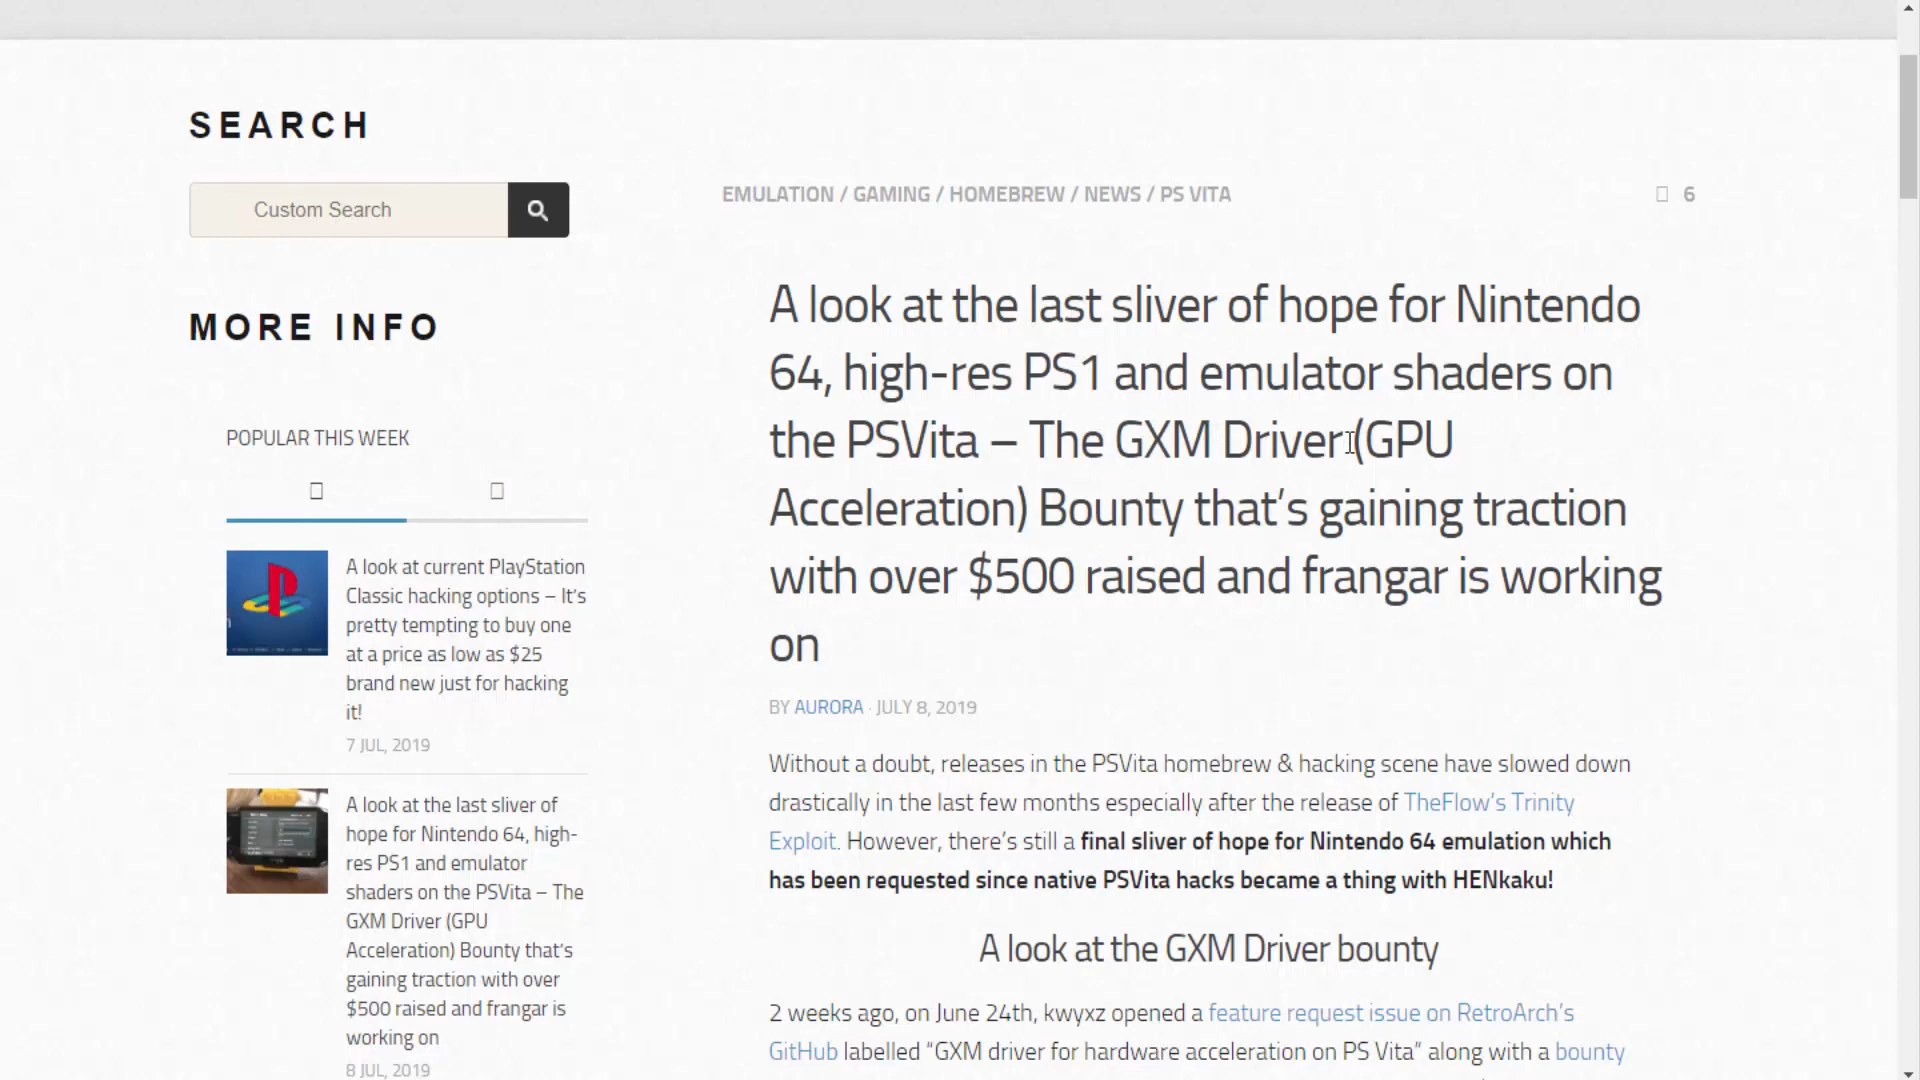 SEARCH
Custom Search
MORE INFO
POPULAR THIS WEEK
A look at current PlayStation
Classic hacking options – It's
pretty tempting to buy one
at a price as low as $25
brand new just for hacking
it!
7 JUL, 2019
A look at the last sliver of
hope for Nintendo 64, high-
res PS1 and emulator
shaders on the PSVita – The
GXM Driver (GPU
Acceleration) Bounty that's
gaining traction with over
$500 raised and frangar is
working on
8 JUL, 2019
EMULATION / GAMING / HOMEBREW / NEWS / PS VITA
6
A look at the last sliver of hope for Nintendo
64, high-res PS1 and emulator shaders on
the PSVita – The GXM Driver (GPU
Acceleration) Bounty that's gaining traction
with over $500 raised and frangar is working
on
BY AURORA · JULY 8, 2019
Without a doubt, releases in the PSVita homebrew & hacking scene have slowed down
drastically in the last few months especially after the release of TheFlow's Trinity
Exploit. However, there's still a final sliver of hope for Nintendo 64 emulation which
has been requested since native PSVita hacks became a thing with HENkaku!
A look at the GXM Driver bounty
2 weeks ago, on June 24th, kwyxz opened a feature request issue on RetroArch's
GitHub labelled "GXM driver for hardware acceleration on PS Vita" along with a bounty